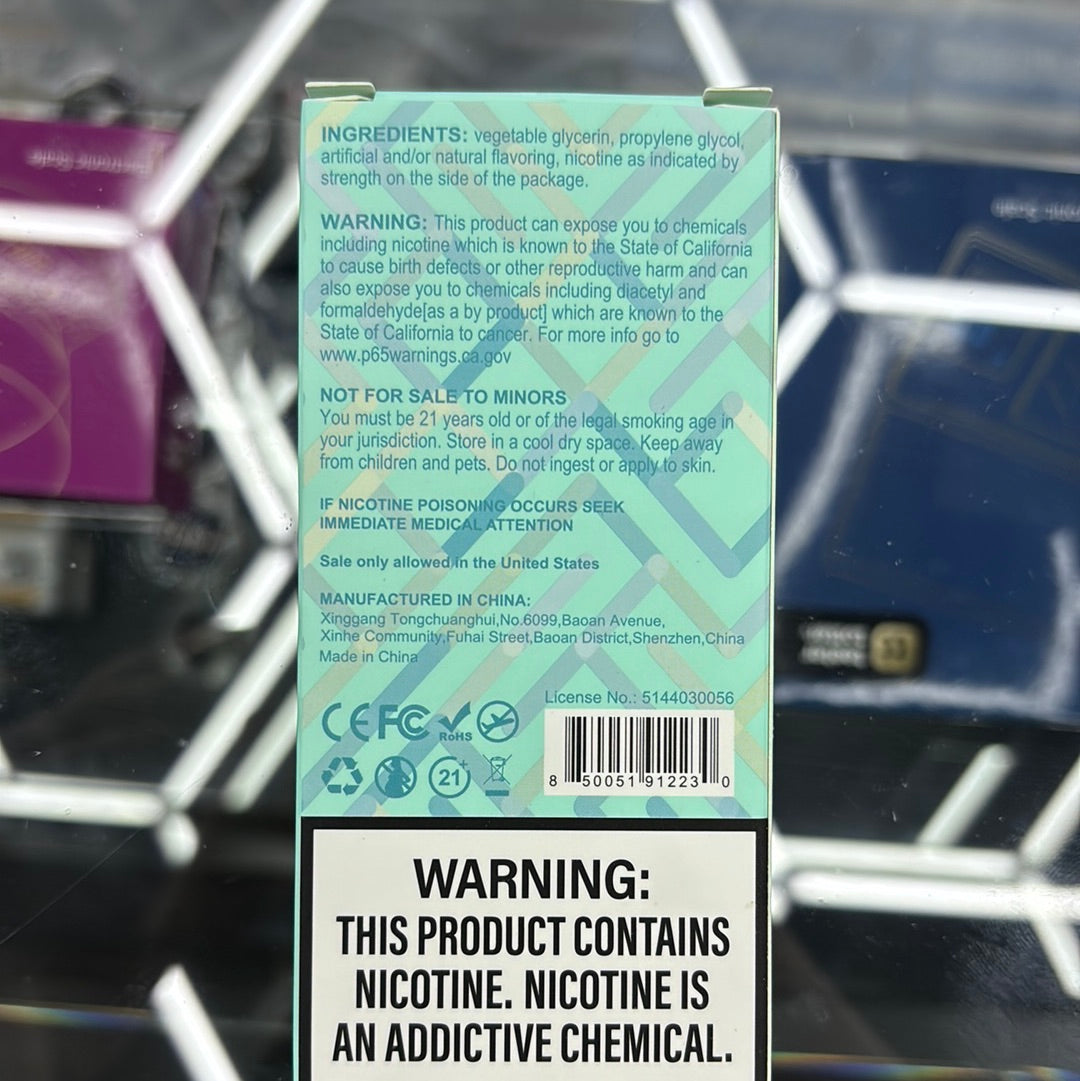 INGREDIENTS: vegetable glycerin, propylene glycol,
artificial and/or natural flavoring, nicotine as indicated by
strength on the side of the package.
WARNING: This product can expose you to chemicals
including nicotine which is known to the State of California
to cause birth defects or other reproductive harm and can
also expose you to chemicals including diacetyl and
formaldehyde[as a by product] which are known to the
State of California to cancer. For more info go to
www.p65warnings.ca.gov
NOT FOR SALE TO MINORS
You must be 21 years old or of the legal smoking age in
your jurisdiction. Store in a cool dry space. Keep away
from children and pets. Do not ingest or apply to skin.
IF NICOTINE POISONING OCCURS SEEK
IMMEDIATE MEDICAL ATTENTION
Sale only allowed in the United States
MANUFACTURED IN CHINA:
Xinggang Tongchuanghui,No.6099,Baoan Avenue,
Xinhe Community,Fuhai Street,Baoan District,Shenzhen,China
Made in China
License No.: 5144030056
CE FC RoHS
21+
8 50051 91223 0
WARNING:
THIS PRODUCT CONTAINS
NICOTINE. NICOTINE IS
AN ADDICTIVE CHEMICAL.